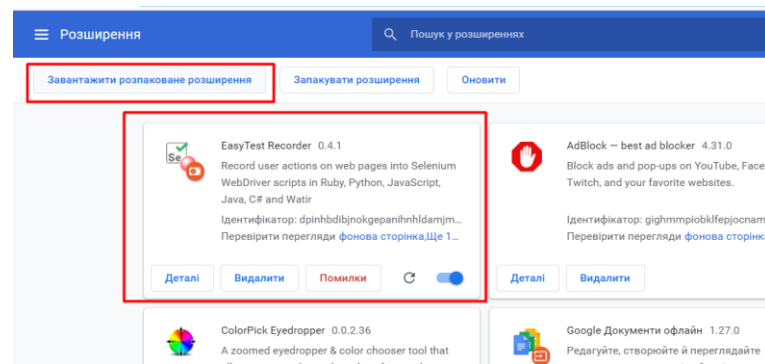 Розширення
Пошук у розширеннях
Завантажити розпаковане розширення
Запакувати розширення
Оновити
EasyTest Recorder 0.4.1
Record user actions on web pages into Selenium
WebDriver scripts in Ruby, Python, JavaScript,
Java, C# and Watir
Ідентифікатор: dpinhbdibjnokgepanihnhldamjm...
Перевірити перегляди фонова сторінка,Ще 1...
Деталі
Видалити
Помилки
AdBlock — best ad blocker 4.31.0
Block ads and pop-ups on YouTube, Face
Twitch, and your favorite websites.
Ідентифікатор: gighmmpiobklfepjocnam
Перевірити перегляди фонова сторінка
Деталі
Видалити
ColorPick Eyedropper 0.0.2.36
A zoomed eyedropper & color chooser tool that
Google Документи офлайн 1.27.0
Редагуйте, створюйте й переглядайте